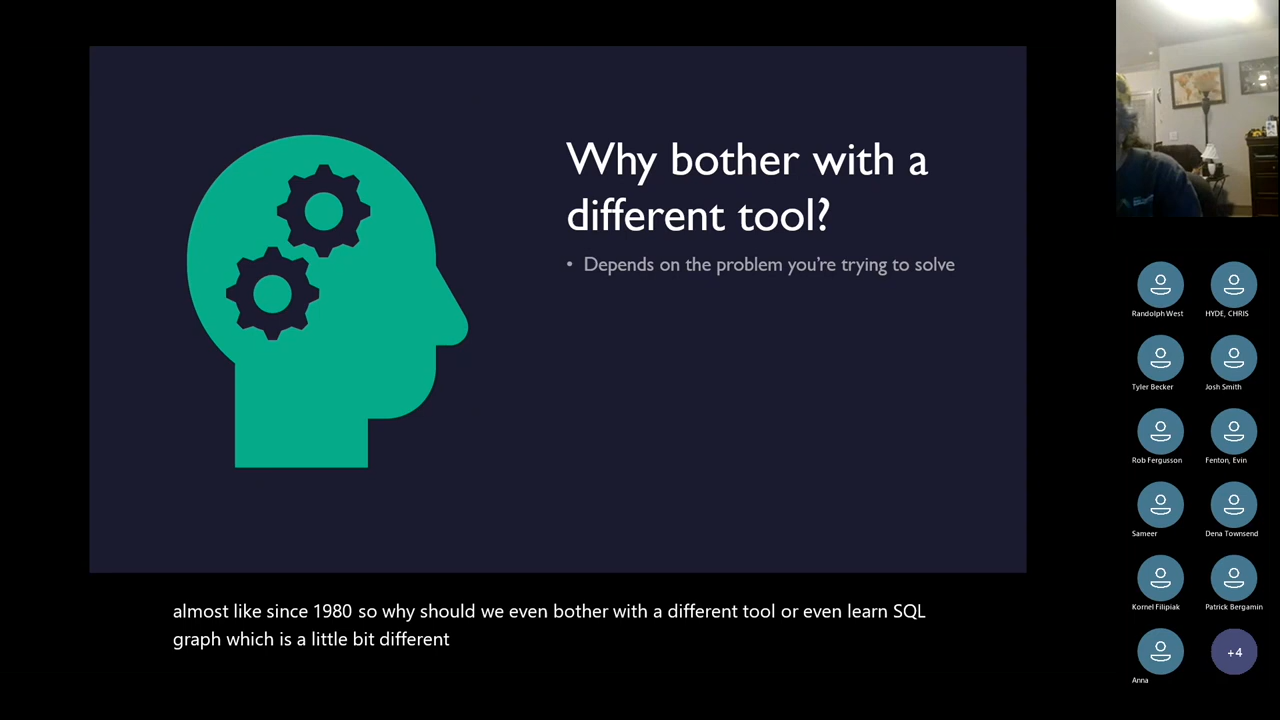 Why bother with a
different tool?
• Depends on the problem you're trying to solve
almost like since 1980 so why should we even bother with a different tool or even learn SQL
graph which is a little bit different
Randolph West
HYDE, CHRIS
Tyler Becker
Josh Smith
Rob Fergusson
Fenton, Evin
Sameer
Dena Townsend
Kornel Filipiak
Patrick Bergamin
Anna
+4